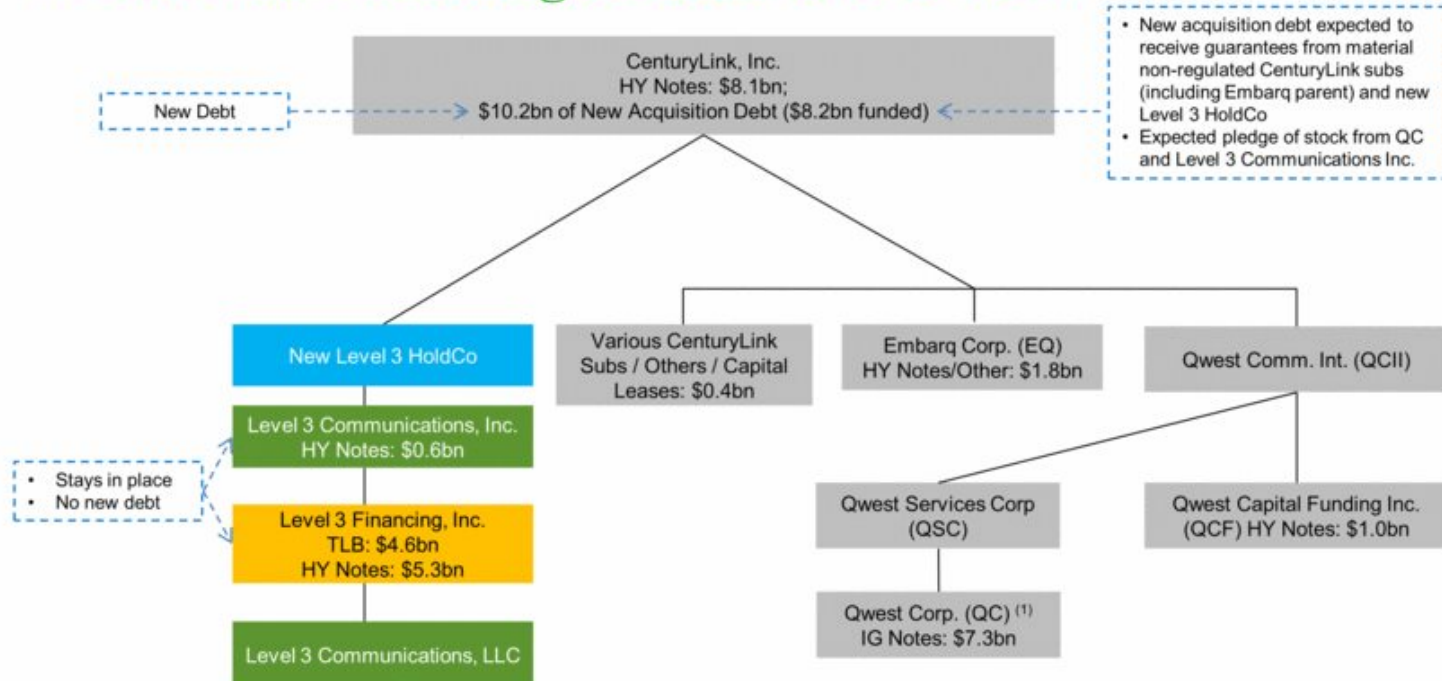 CenturyLink, Inc.
HY Notes: $8.1bn;
$10.2bn of New Acquisition Debt ($8.2bn funded)
New Debt
• New acquisition debt expected to
receive guarantees from material
non-regulated CenturyLink subs
(including Embarq parent) and new
Level 3 HoldCo
• Expected pledge of stock from QC
and Level 3 Communications Inc.
New Level 3 HoldCo
Various CenturyLink
Subs / Others / Capital
Leases: $0.4bn
Embarq Corp. (EQ)
HY Notes/Other: $1.8bn
Qwest Comm. Int. (QCII)
Level 3 Communications, Inc.
HY Notes: $0.6bn
• Stays in place
• No new debt
Level 3 Financing, Inc.
TLB: $4.6bn
HY Notes: $5.3bn
Qwest Services Corp
(QSC)
Qwest Capital Funding Inc.
(QCF) HY Notes: $1.0bn
Qwest Corp. (QC) (1)
IG Notes: $7.3bn
Level 3 Communications, LLC